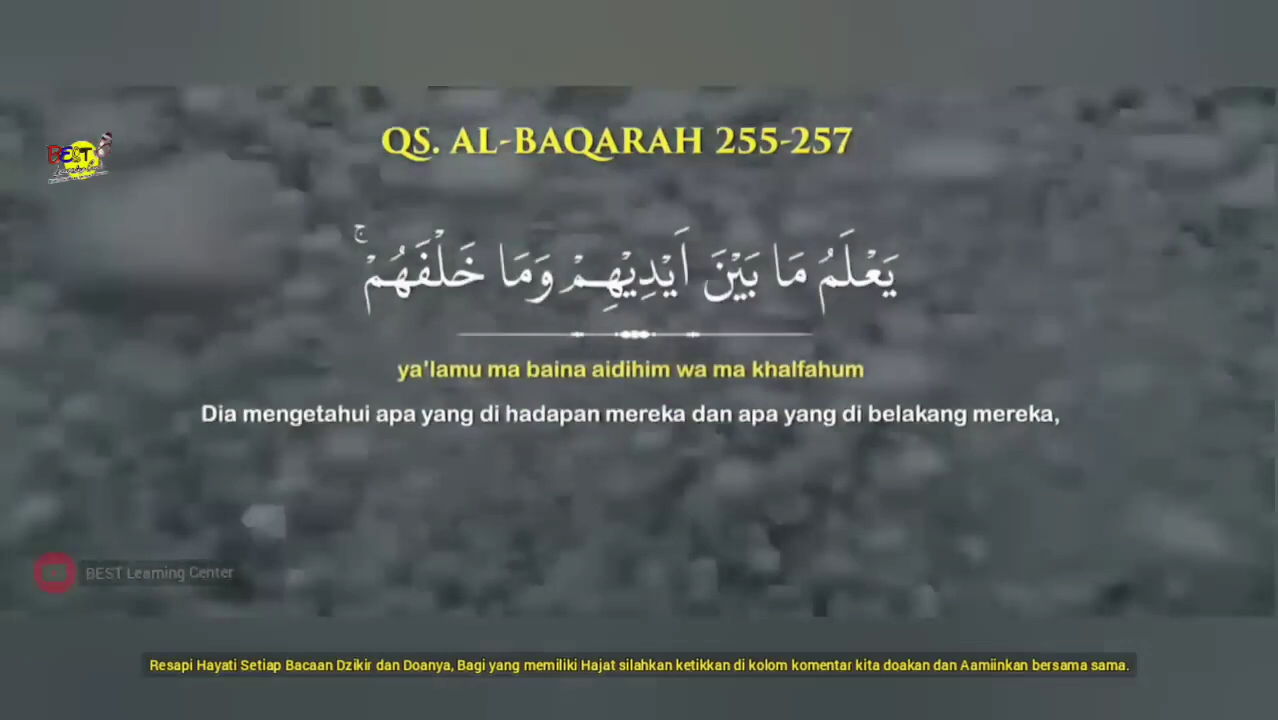 QS. AL-BAQARAH 255-257
BEST
يَعْلَمُ مَا بَيْنَ اَيْدِيْهِمْ وَمَا خَلْفَهُمْۚ
ya'lamu ma baina aidihim wa ma khalfahum
Dia mengetahui apa yang di hadapan mereka dan apa yang di belakang mereka,
BEST Learning Center
Resapi Hayati Setiap Bacaan Dzikir dan Doanya, Bagi yang memiliki Hajat silahkan ketikkan di kolom komentar kita doakan dan Aamiinkan bersama sama.